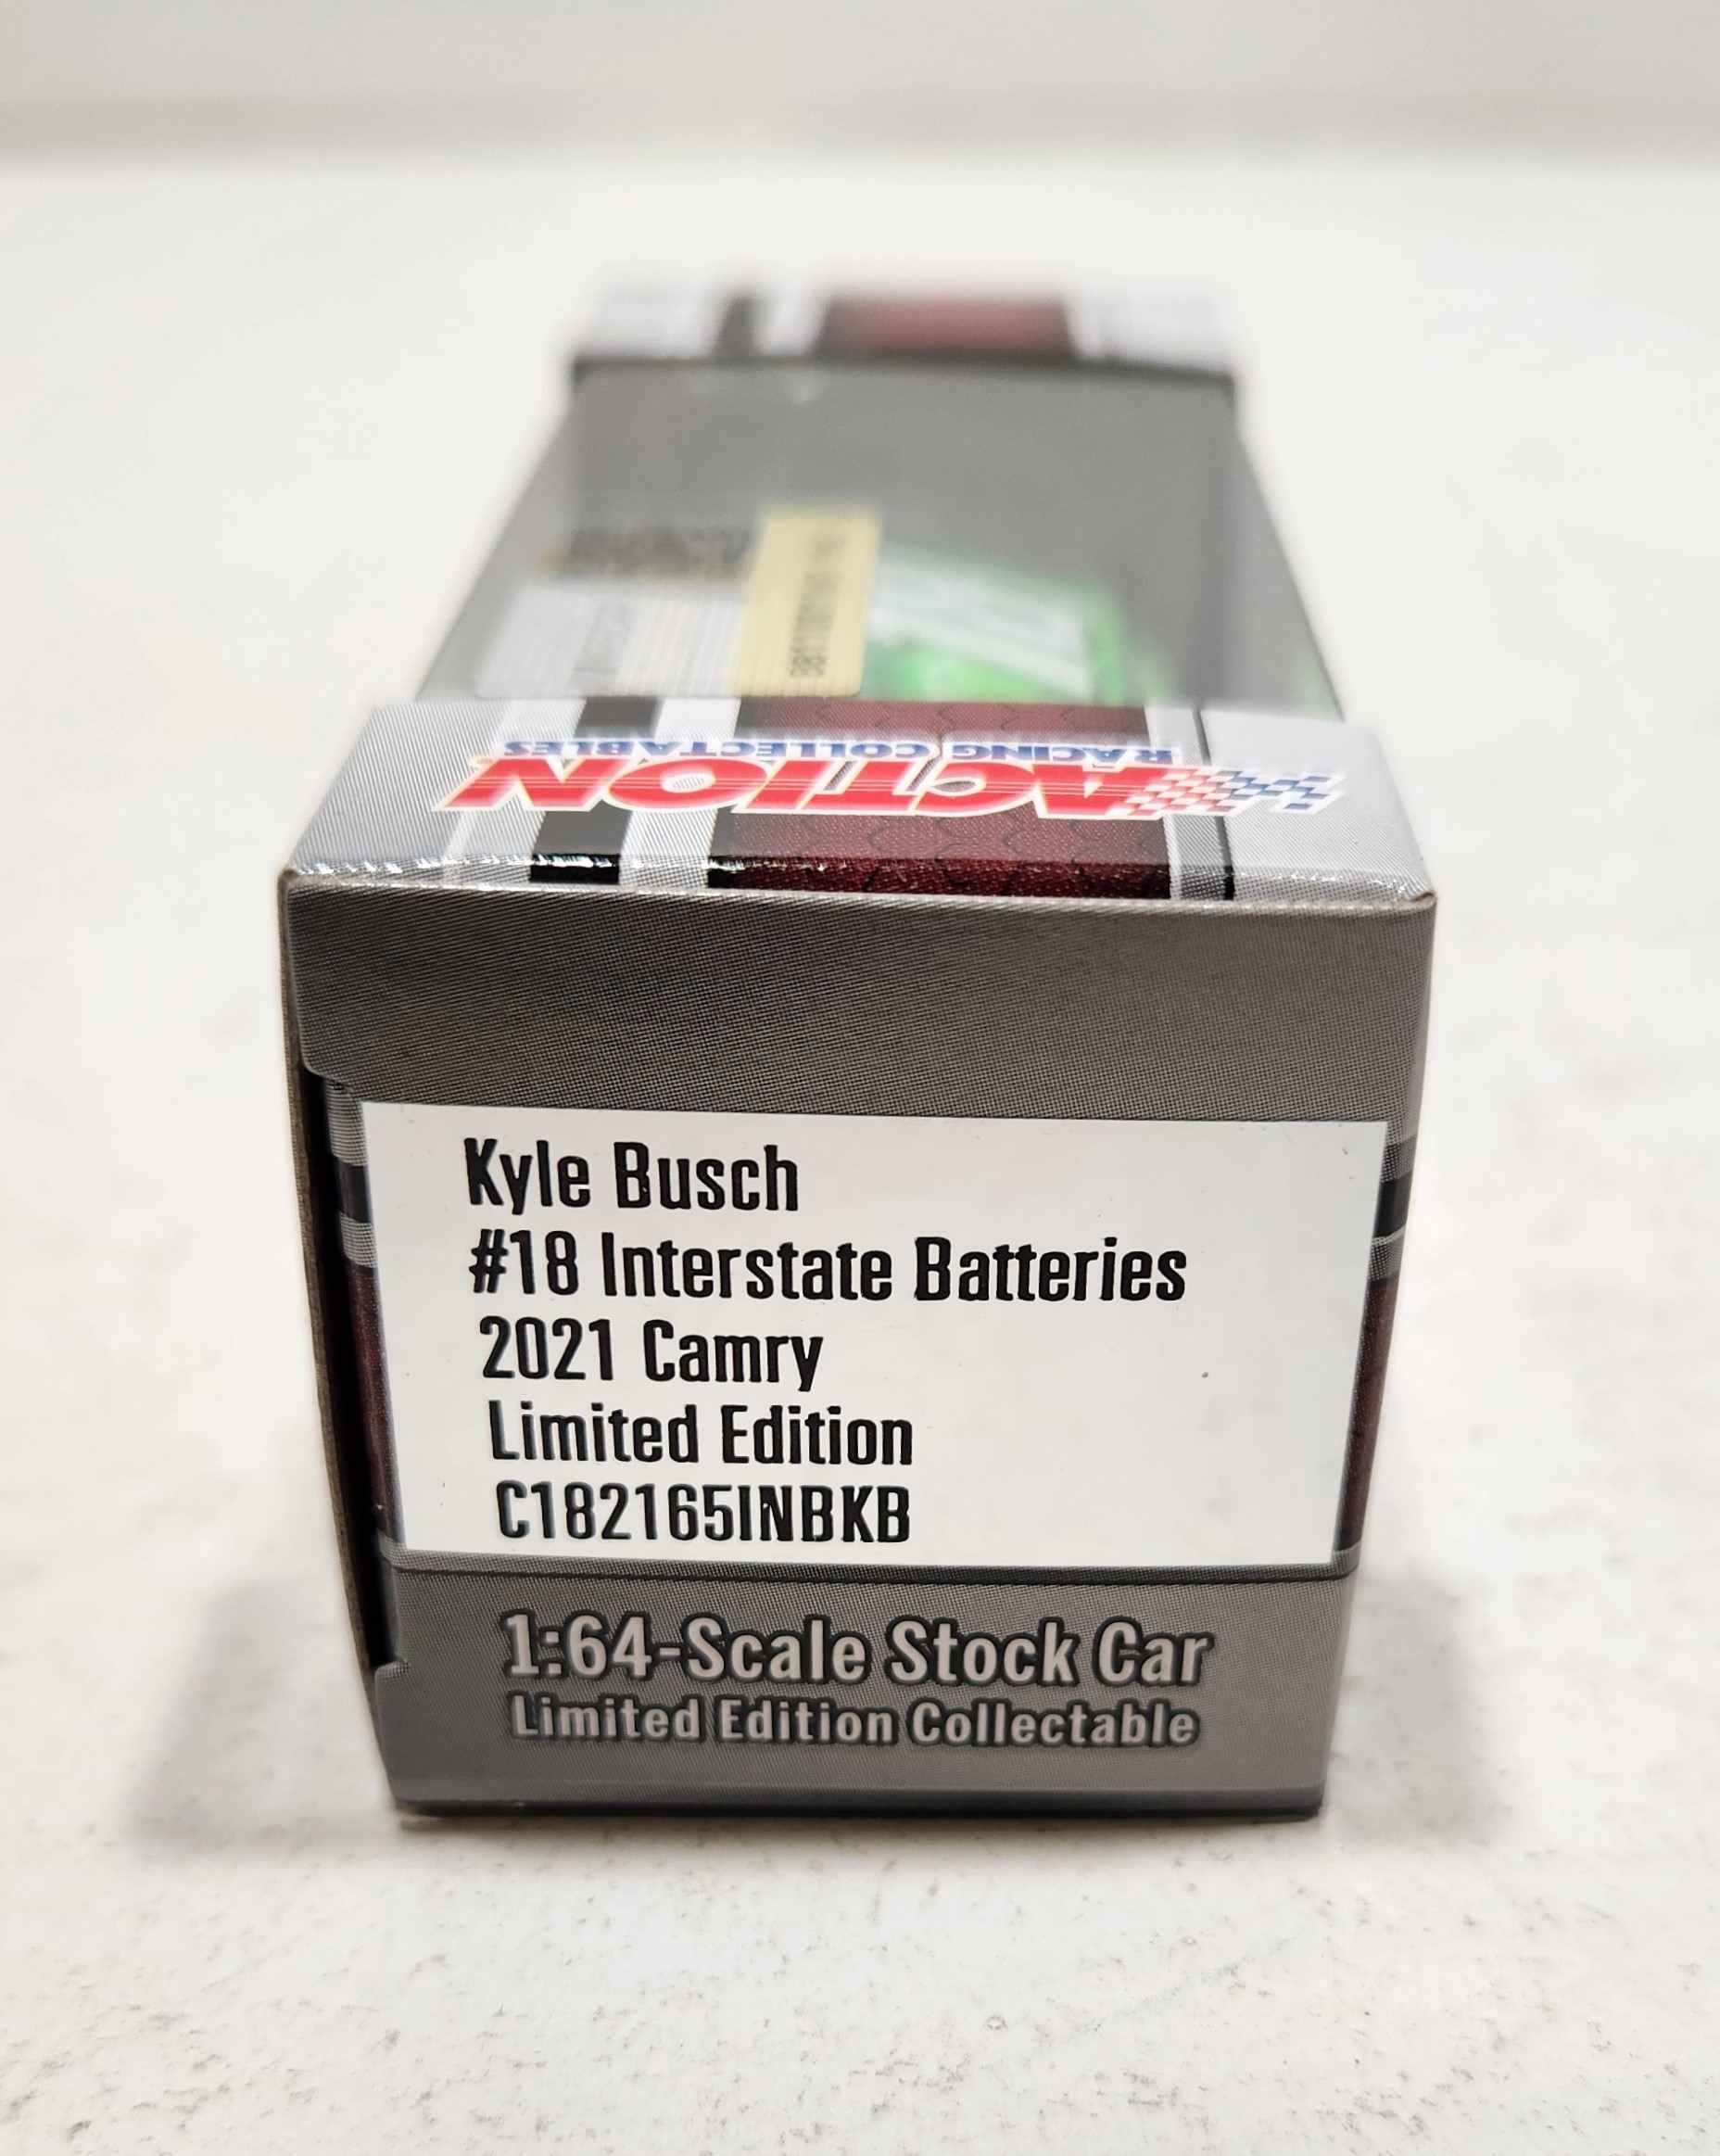 ACTION
RACING COLLECTABLES
Kyle Busch
#18 Interstate Batteries
2021 Camry
Limited Edition
C182165INBKB
1:64-Scale Stock Car
Limited Edition Collectable